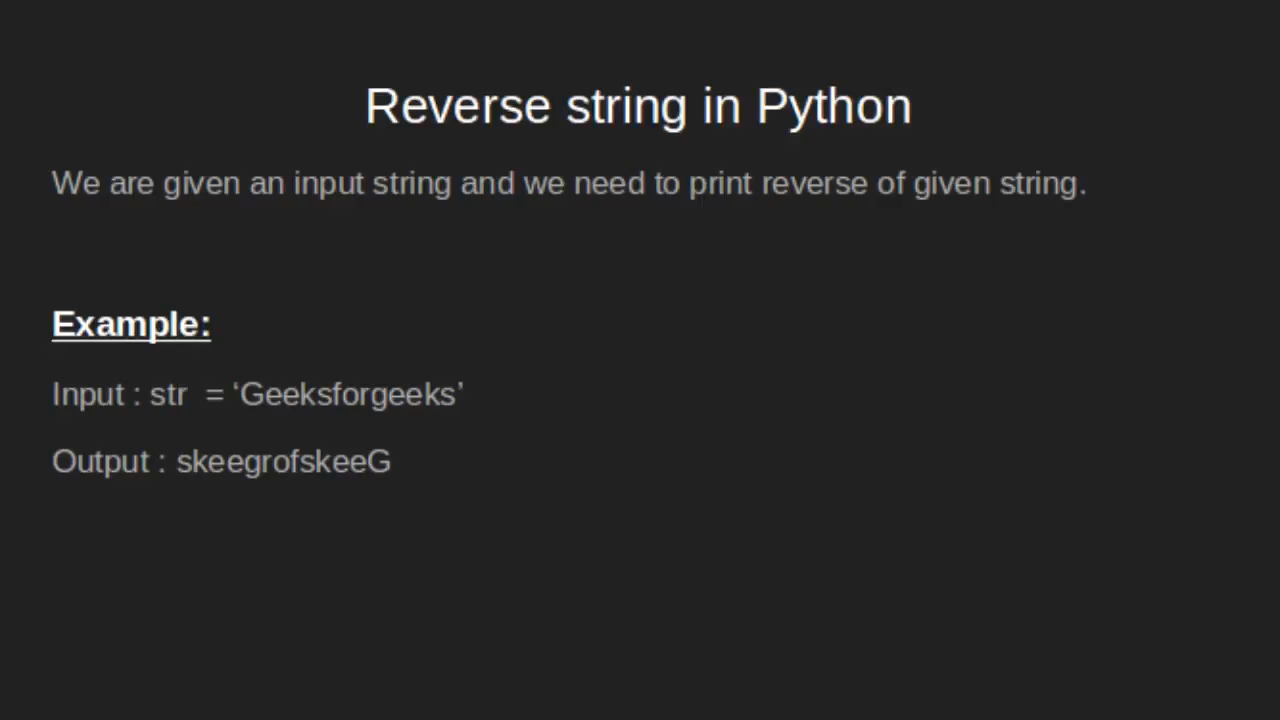 Reverse string in Python
We are given an input string and we need to print reverse of given string.
Example:
Input : str  = ‘Geeksforgeeks’
Output : skeegrofskeeG